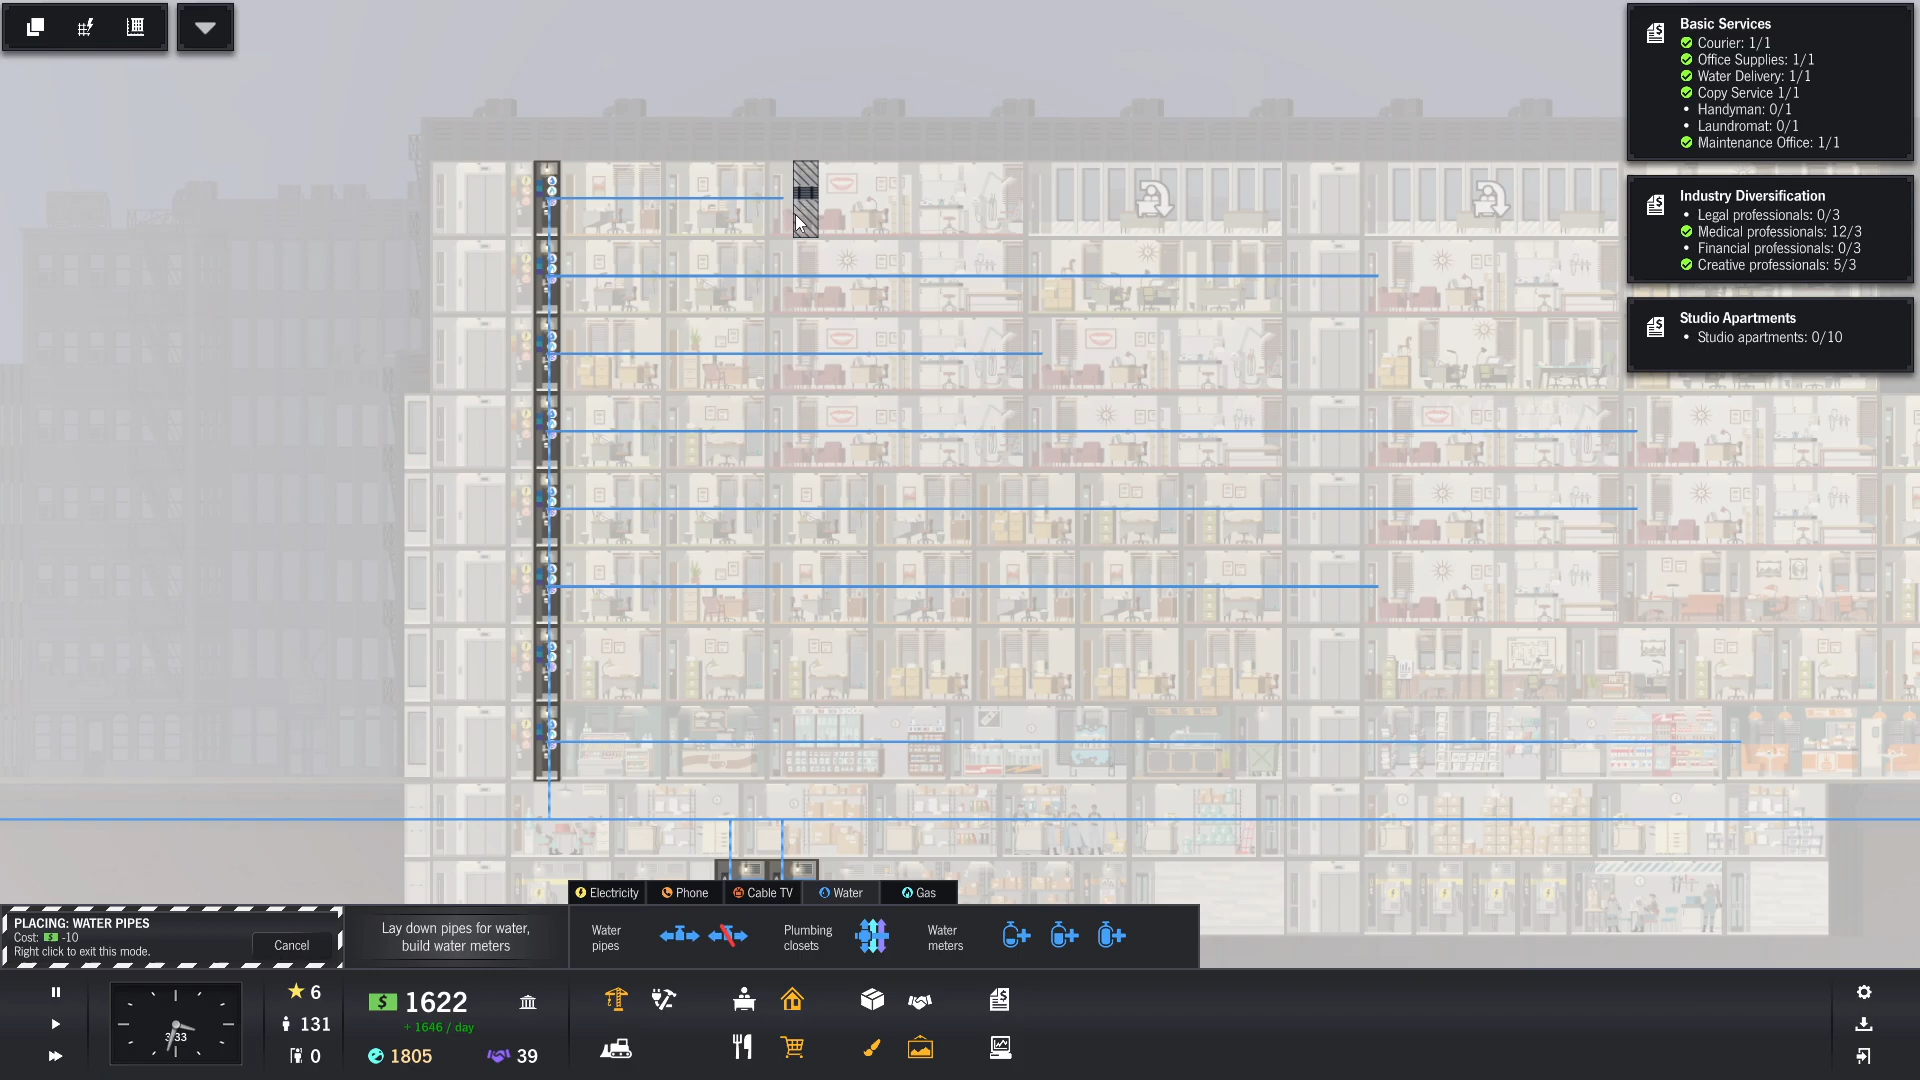 Basic Services
Courier: 1/1
Office Supplies: 1/1
Water Delivery: 1/1
Copy Service 1/1
Handyman: 0/1
Laundromat: 0/1
Maintenance Office: 1/1
Industry Diversification
Legal professionals: 0/3
Medical professionals: 12/3
Financial professionals: 0/3
Creative professionals: 5/3
Studio Apartments
Studio apartments: 0/10
Electricity
Phone
Cable TV
Water
Gas
PLACING: WATER PIPES
Cost: $ -10
Right click to exit this mode.
Cancel
Lay down pipes for water,
build water meters
Water
pipes
Plumbing
closets
Water
meters
3:33
6
131
0
$ 1622
+ 1646 / day
1805
39